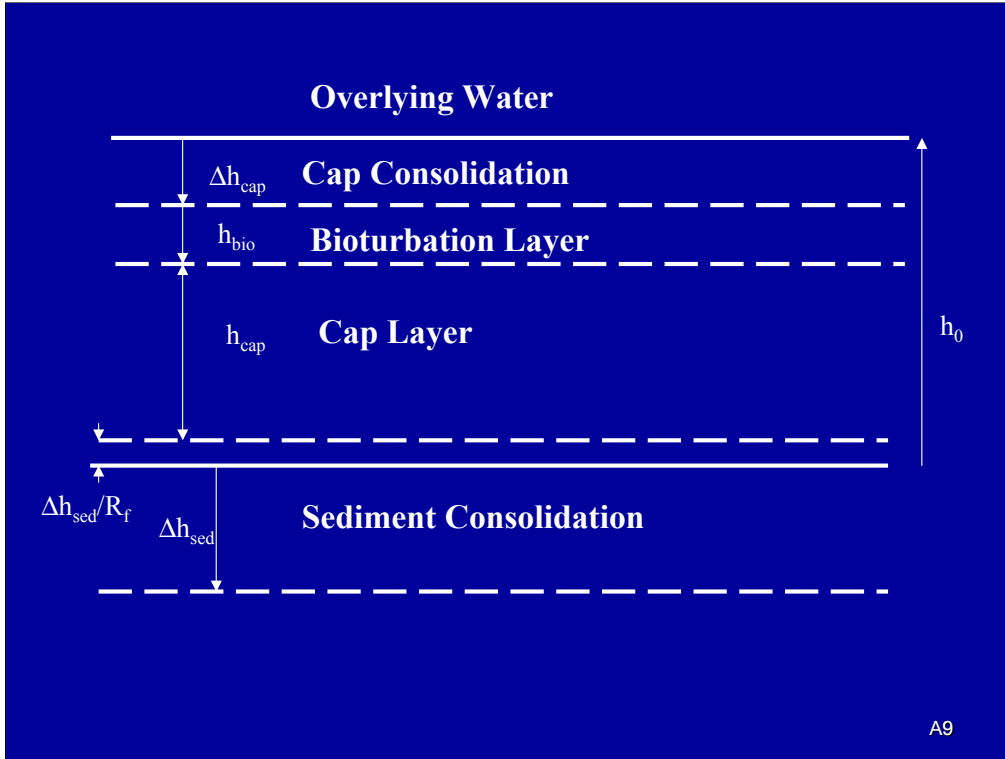 Overlying Water
Δh_cap Cap Consolidation
h_bio Bioturbation Layer
h_cap Cap Layer
h_0
Δh_sed/R_f
Δh_sed
Sediment Consolidation
A9